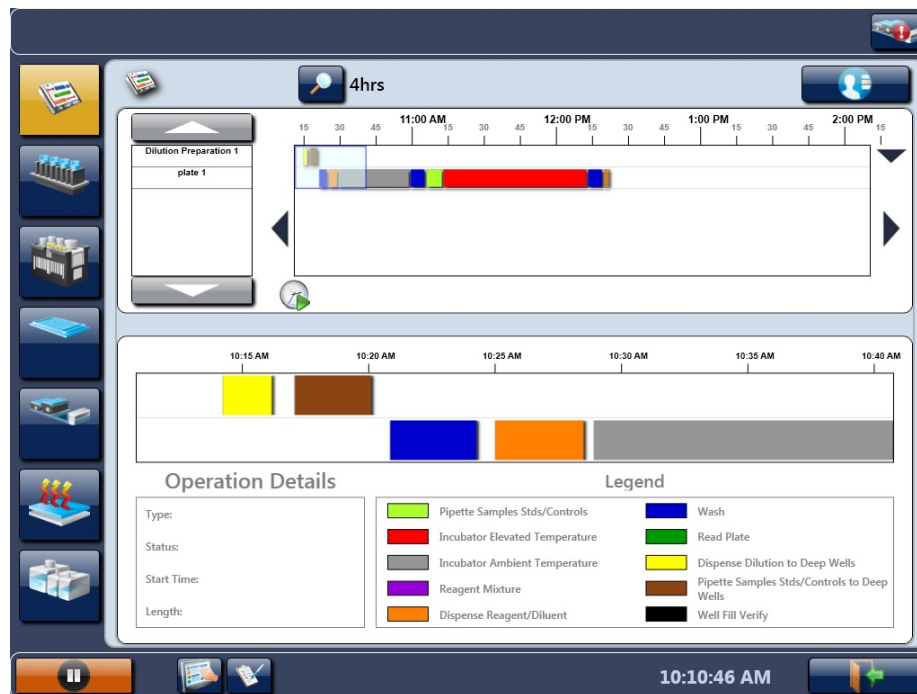 4hrs
15 30 45 11:00 AM 15 30 45 12:00 PM 15 30 45 1:00 PM 15 30 45 2:00 PM 15
Dilution Preparation 1
plate 1
10:15 AM 10:20 AM 10:25 AM 10:30 AM 10:35 AM 10:40 AM
Operation Details
Type:
Status:
Start Time:
Length:
Legend
Pipette Samples Stds/Controls
Incubator Elevated Temperature
Incubator Ambient Temperature
Reagent Mixture
Dispense Reagent/Diluent
Wash
Read Plate
Dispense Dilution to Deep Wells
Pipette Samples Stds/Controls to Deep
Wells
Well Fill Verify
10:10:46 AM